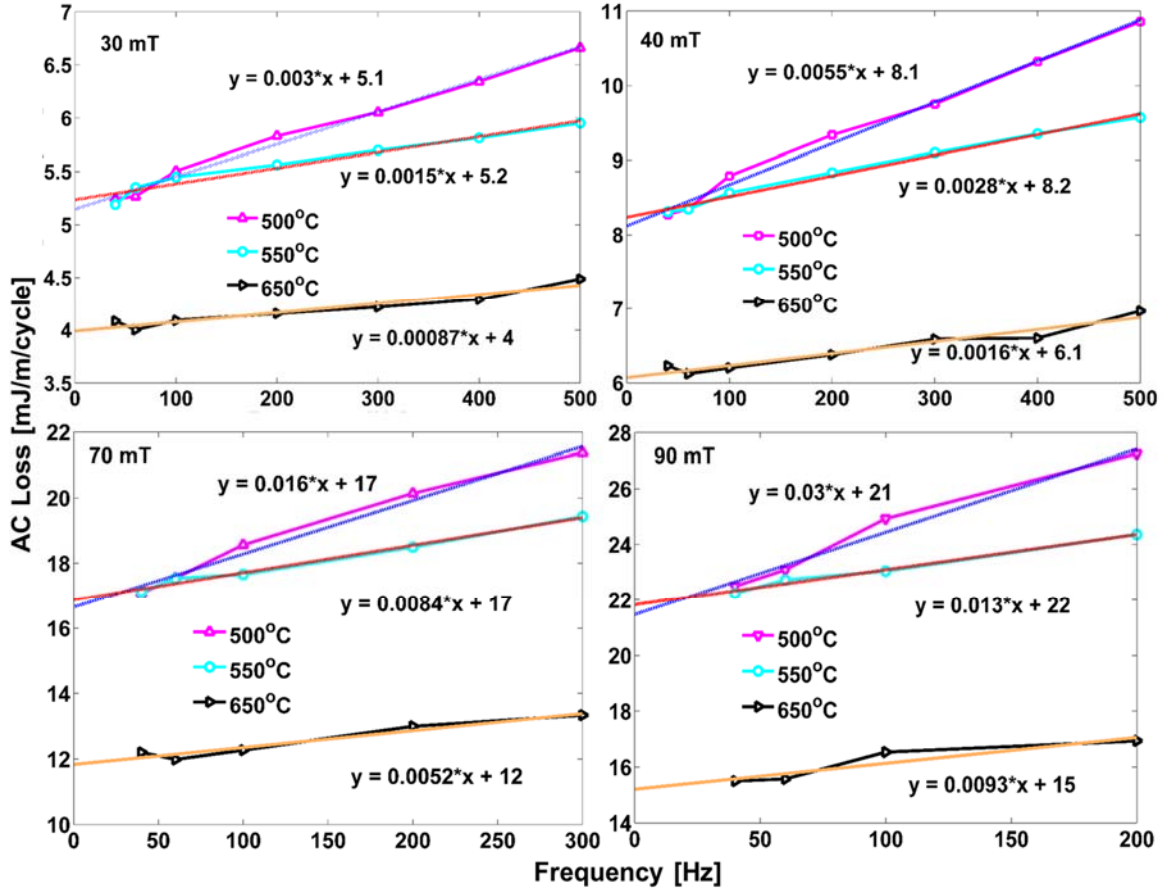 AC Loss [mJ/m/cycle]
30 mT
y = 0.003*x + 5.1
y = 0.0015*x + 5.2
500°C
550°C
650°C
y = 0.00087*x + 4
7
6.5
6
5.5
5
4.5
4
3.5
0 100 200 300 400 500
40 mT
y = 0.0055*x + 8.1
y = 0.0028*x + 8.2
500°C
550°C
650°C
y = 0.0016*x + 6.1
11
10
9
8
7
6
0 100 200 300 400 500
70 mT
y = 0.016*x + 17
y = 0.0084*x + 17
500°C
550°C
650°C
y = 0.0052*x + 12
22
20
18
16
14
12
10
0 50 100 150 200 250 300
90 mT
y = 0.03*x + 21
y = 0.013*x + 22
500°C
550°C
650°C
y = 0.0093*x + 15
28
26
24
22
20
18
16
14
0 50 100 150 200
Frequency [Hz]